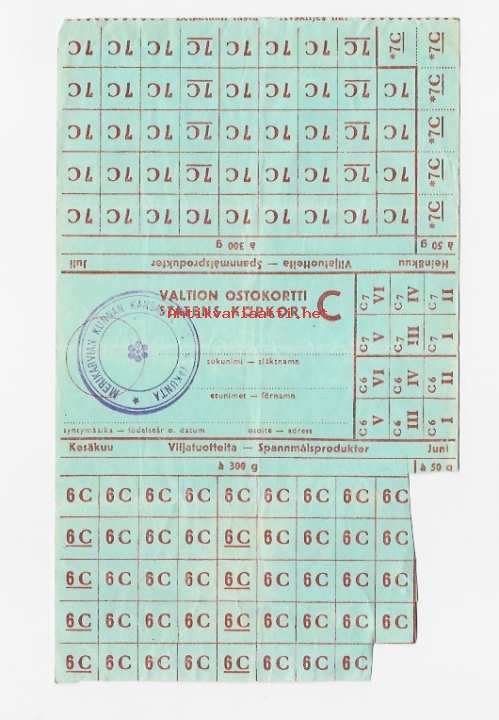 7C 7C 7C 7C 7C 7C 7C 7C *7C *7C
7C 7C 7C 7C 7C 7C 7C 7C 7C *7C
7C 7C 7C 7C 7C 7C 7C 7C 7C *7C
7C 7C 7C 7C 7C 7C 7C 7C 7C *7C
7C 7C 7C 7C 7C 7C 7C 7C 7C *7C
à 300 g à 50 g
Heinäkuu Viljatuotteita — Spannmålsprodukter Juli
VALTION OSTOKORTTI C
STATENS KÖPKORT
antikvariaatti.net
MERIKARVIAN KUNNAN
sukunimi — släktnamn
etunimet — förnamn
syntymäaika — födelseår o. datum osoite — adress
C7 VI C7 IV C7 II
C7 V C7 III C7 I
C6 VI C6 IV C6 II
C6 V C6 III C6 I
Kesäkuu Viljatuotteita — Spannmålsprodukter Juni
à 300 g à 50 g
6C 6C 6C 6C 6C 6C 6C 6C 6C
6C 6C 6C 6C 6C 6C 6C 6C 6C
6C 6C 6C 6C 6C 6C 6C 6C 6C
6C 6C 6C 6C 6C 6C 6C 6C 6C
6C 6C 6C 6C 6C 6C 6C 6C